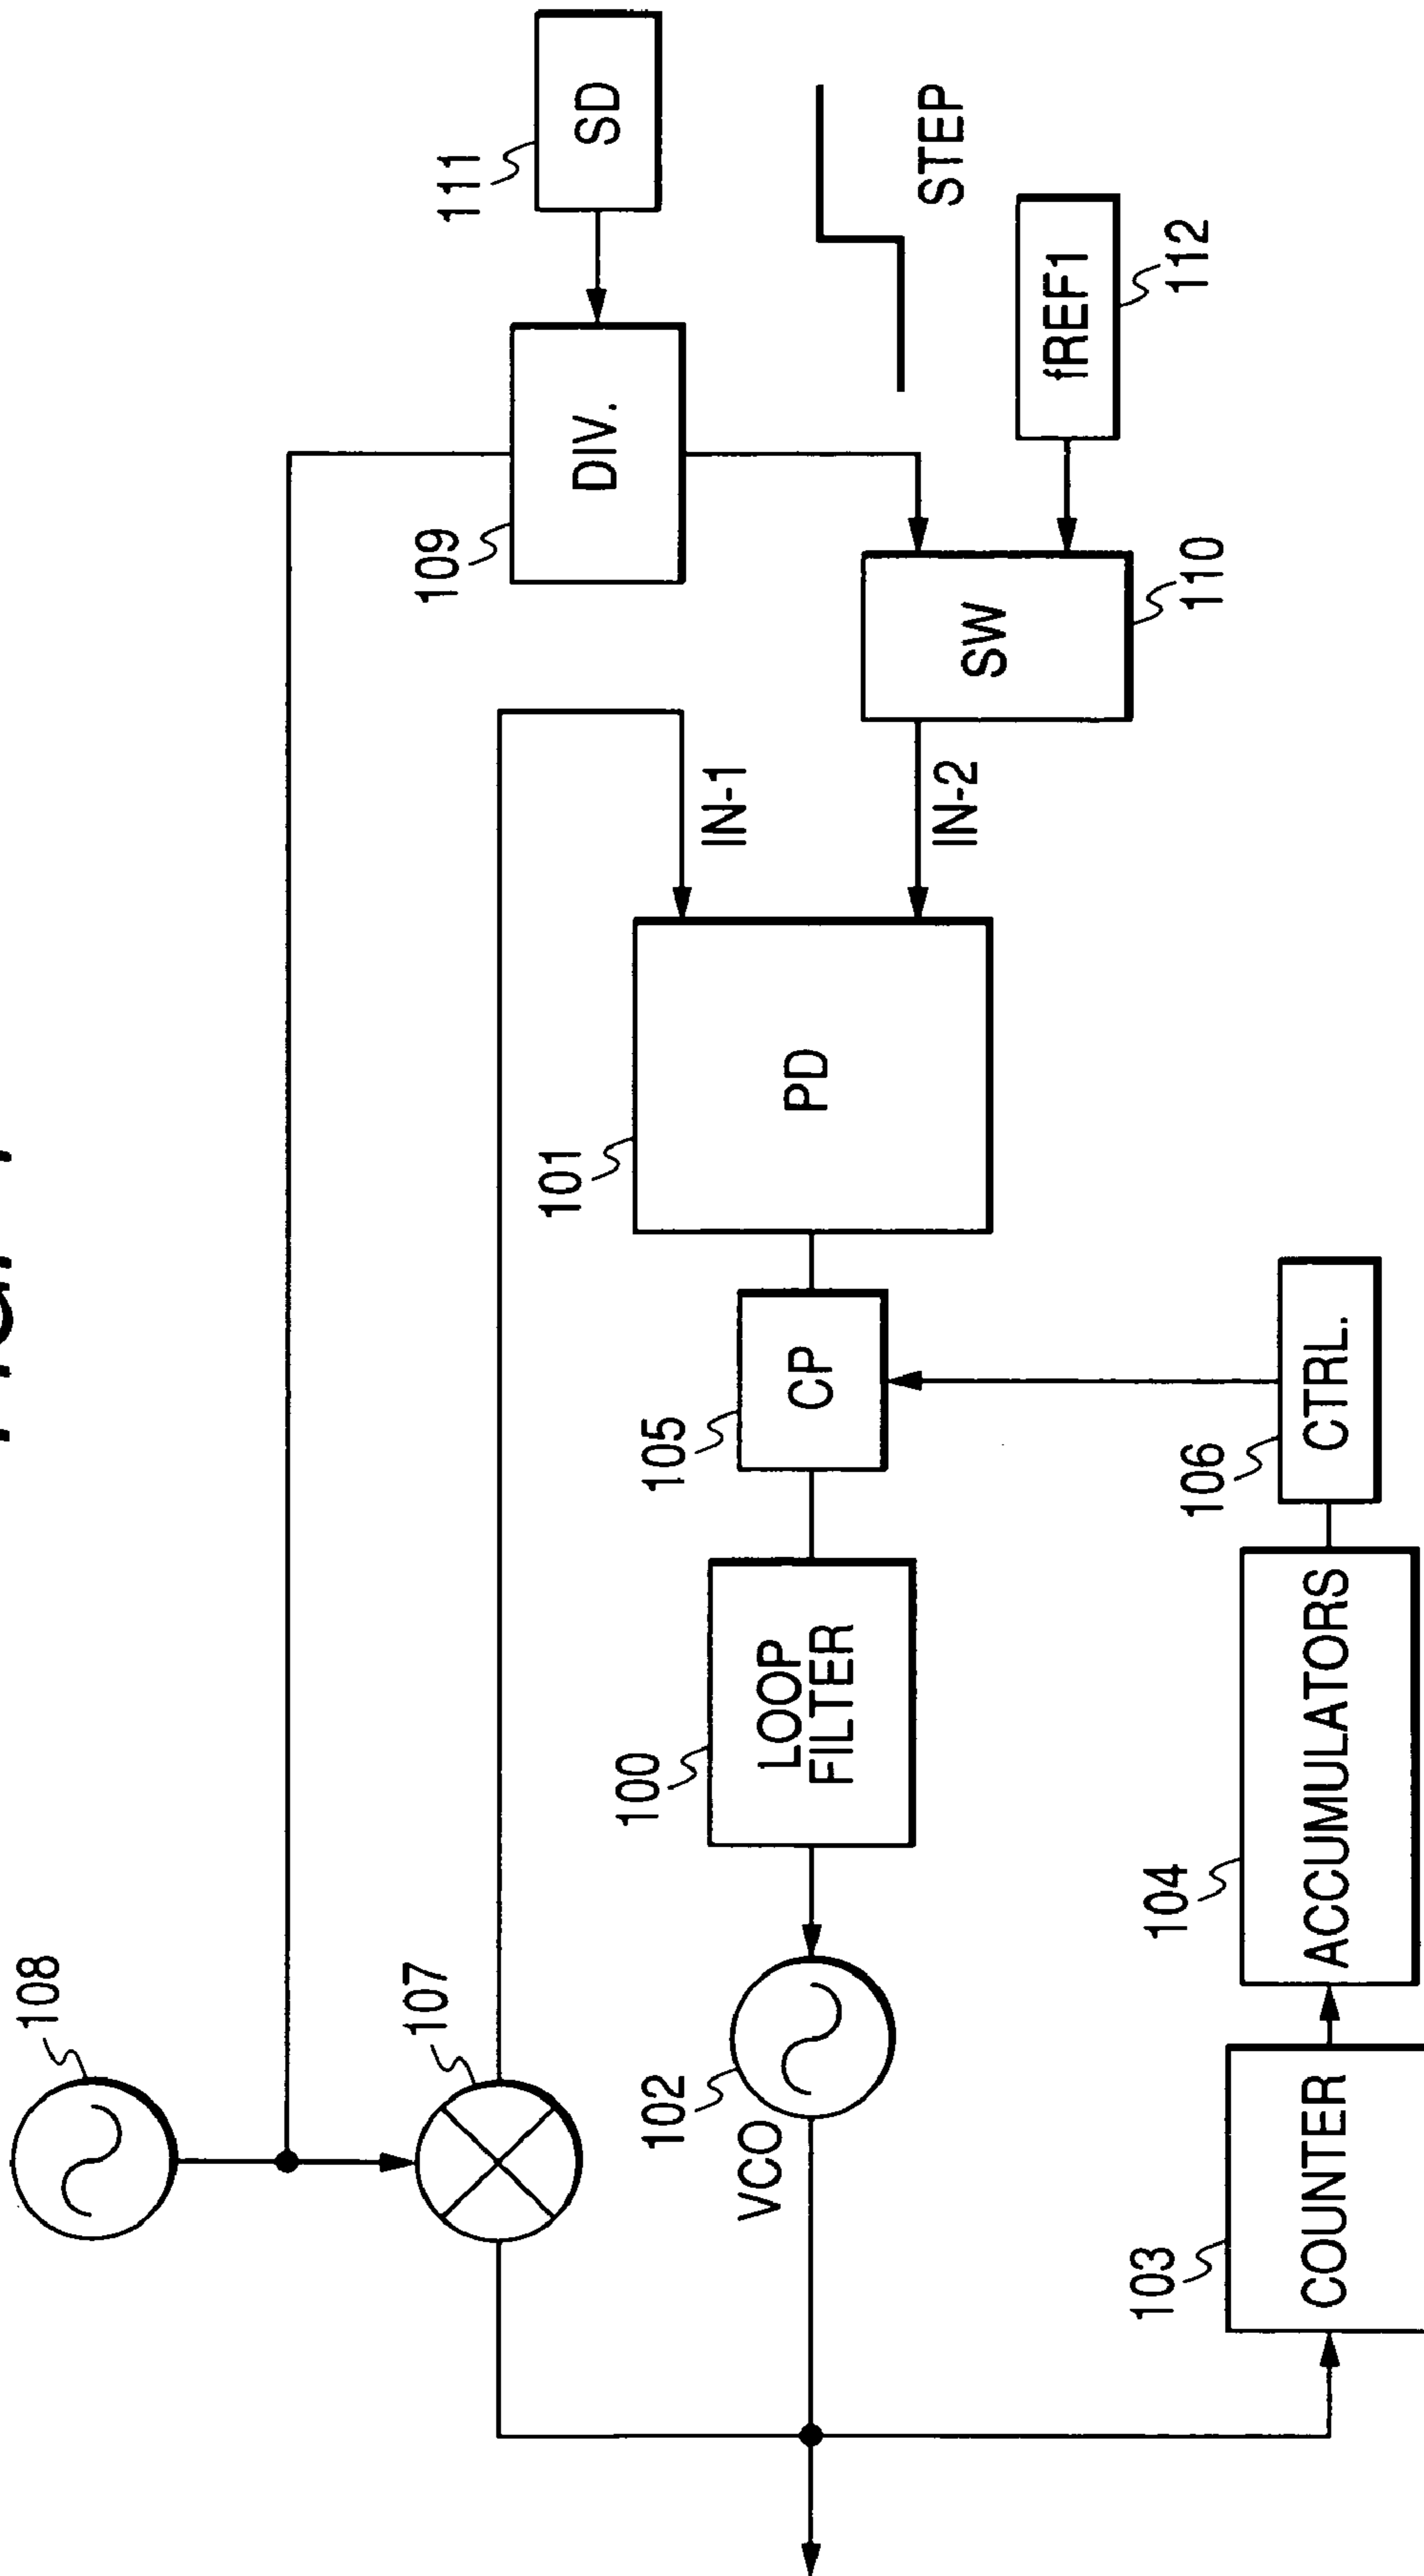 108
111
SD
107
109
DIV.
STEP
fREF1
112
IN-1
SW
110
IN-2
101
PD
105
CP
106
CTRL.
100
LOOP
FILTER
102
VCO
104
ACCUMULATORS
103
COUNTER